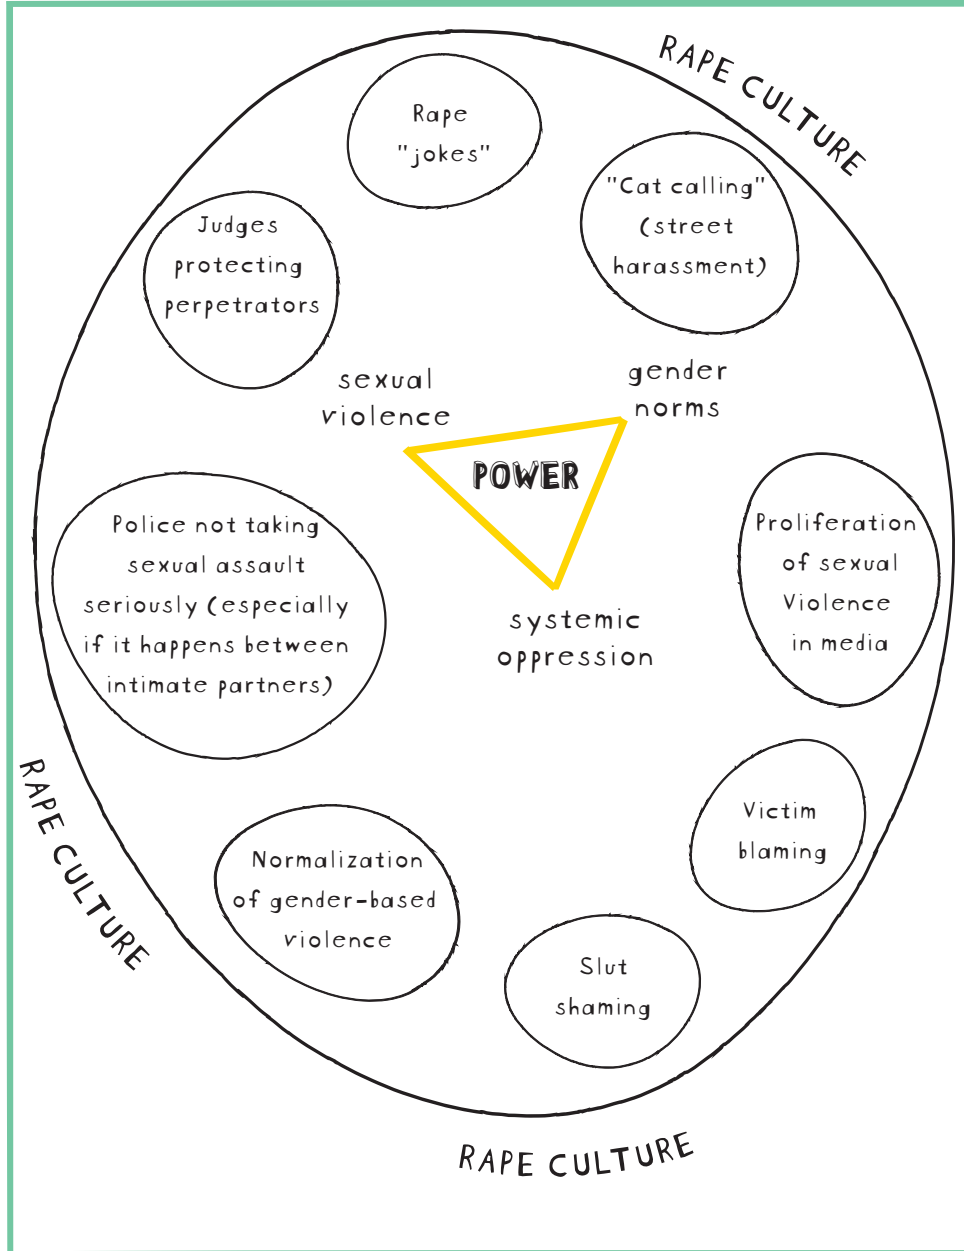 RAPE CULTURE
Rape
"jokes"
"Cat calling"
(street
harassment)
Judges
protecting
perpetrators
sexual
violence
gender
norms
POWER
systemic
oppression
Police not taking
sexual assault
seriously (especially
if it happens between
intimate partners)
Proliferation
of sexual
Violence
in media
Victim
blaming
Normalization
of gender-based
violence
Slut
shaming
RAPE CULTURE
RAPE CULTURE